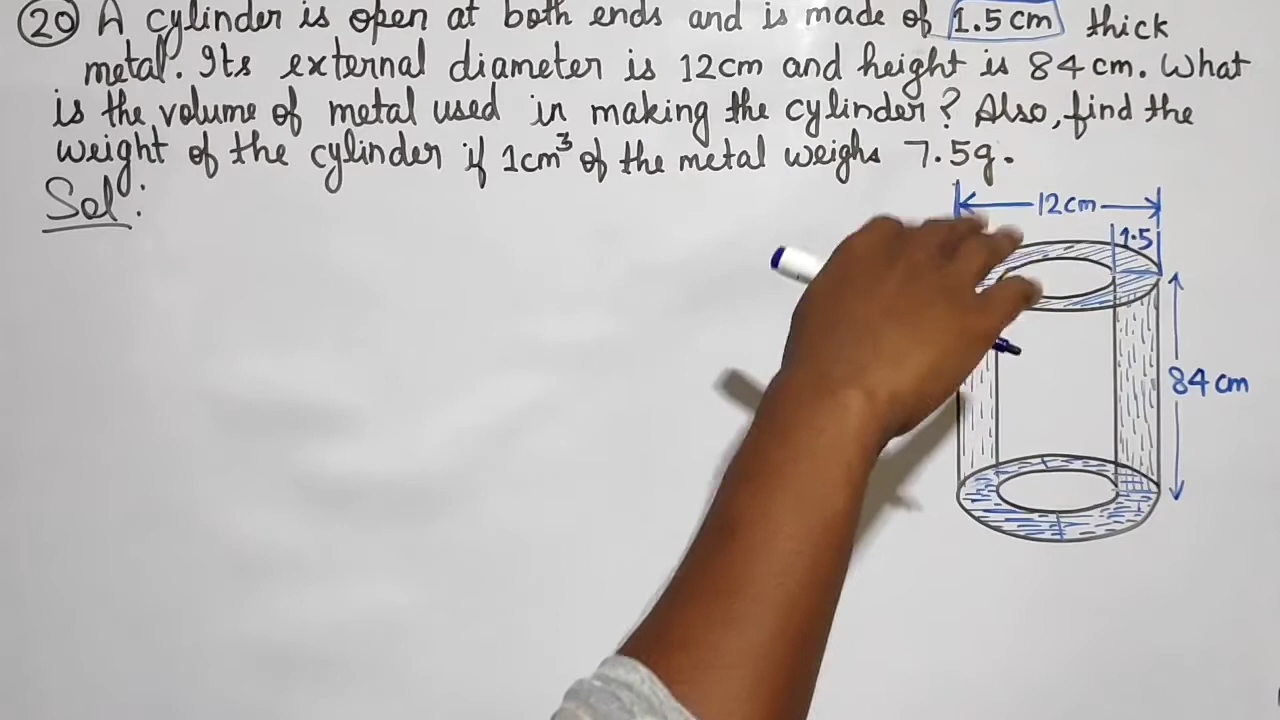 20 A cylinder is open at both ends and is made of 1.5 cm thick
metal. Its external diameter is 12cm and height is 84 cm. What
is the volume of metal used in making the cylinder? Also, find the
weight of the cylinder if 1cm³ of the metal weighs 7.5g.
Sol:
12cm
1.5
84 cm